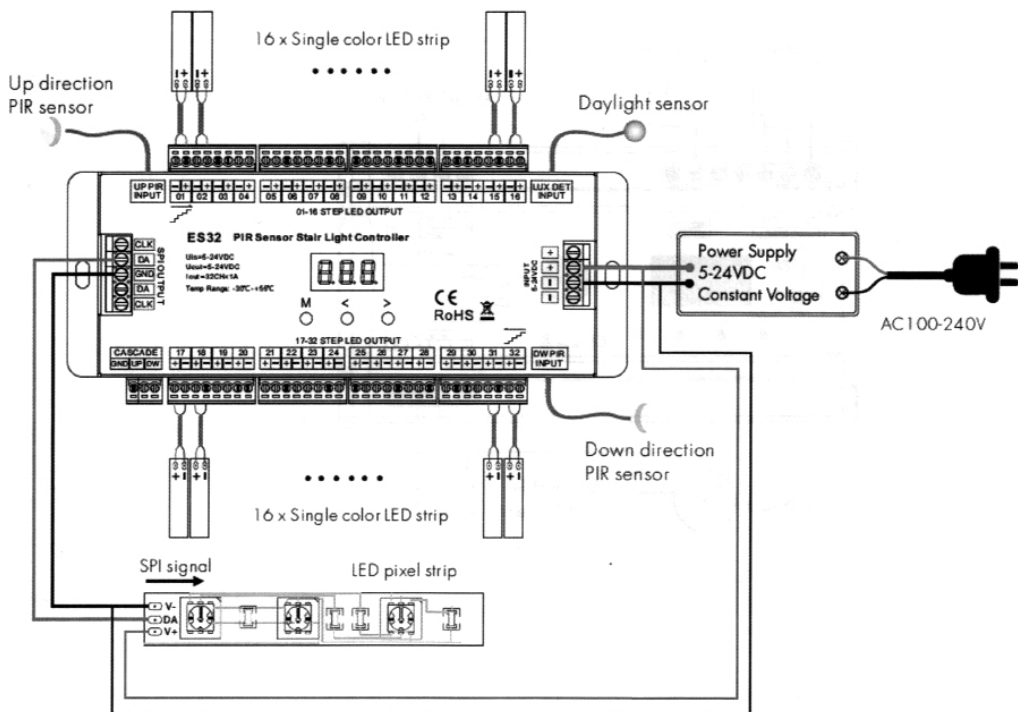 16 x Single color LED strip
Up direction
PIR sensor
Daylight sensor
UP PIR
INPUT
01 02 03 04
05 06 07 08
09 10 11 12
13 14 15 16
LUX DET
INPUT
01-16 STEP LED OUTPUT
ES32 PIR Sensor Stair Light Controller
Uin=5-24VDC
Uout=5-24VDC
Iout=32CH×1A
Temp Range: -30℃-+55℃
CLK
DA
GND
DA
CLK
SPI OUTPUT
M < >
CE
RoHS
INPUT
5-24VDC
Power Supply
5-24VDC
Constant Voltage
AC100-240V
17-32 STEP LED OUTPUT
CASCADE
GND UP DW
17 18 19 20
21 22 23 24
25 26 27 28
29 30 31 32
DW PIR
INPUT
Down direction
PIR sensor
16 x Single color LED strip
SPI signal
LED pixel strip
V-
DA
V+